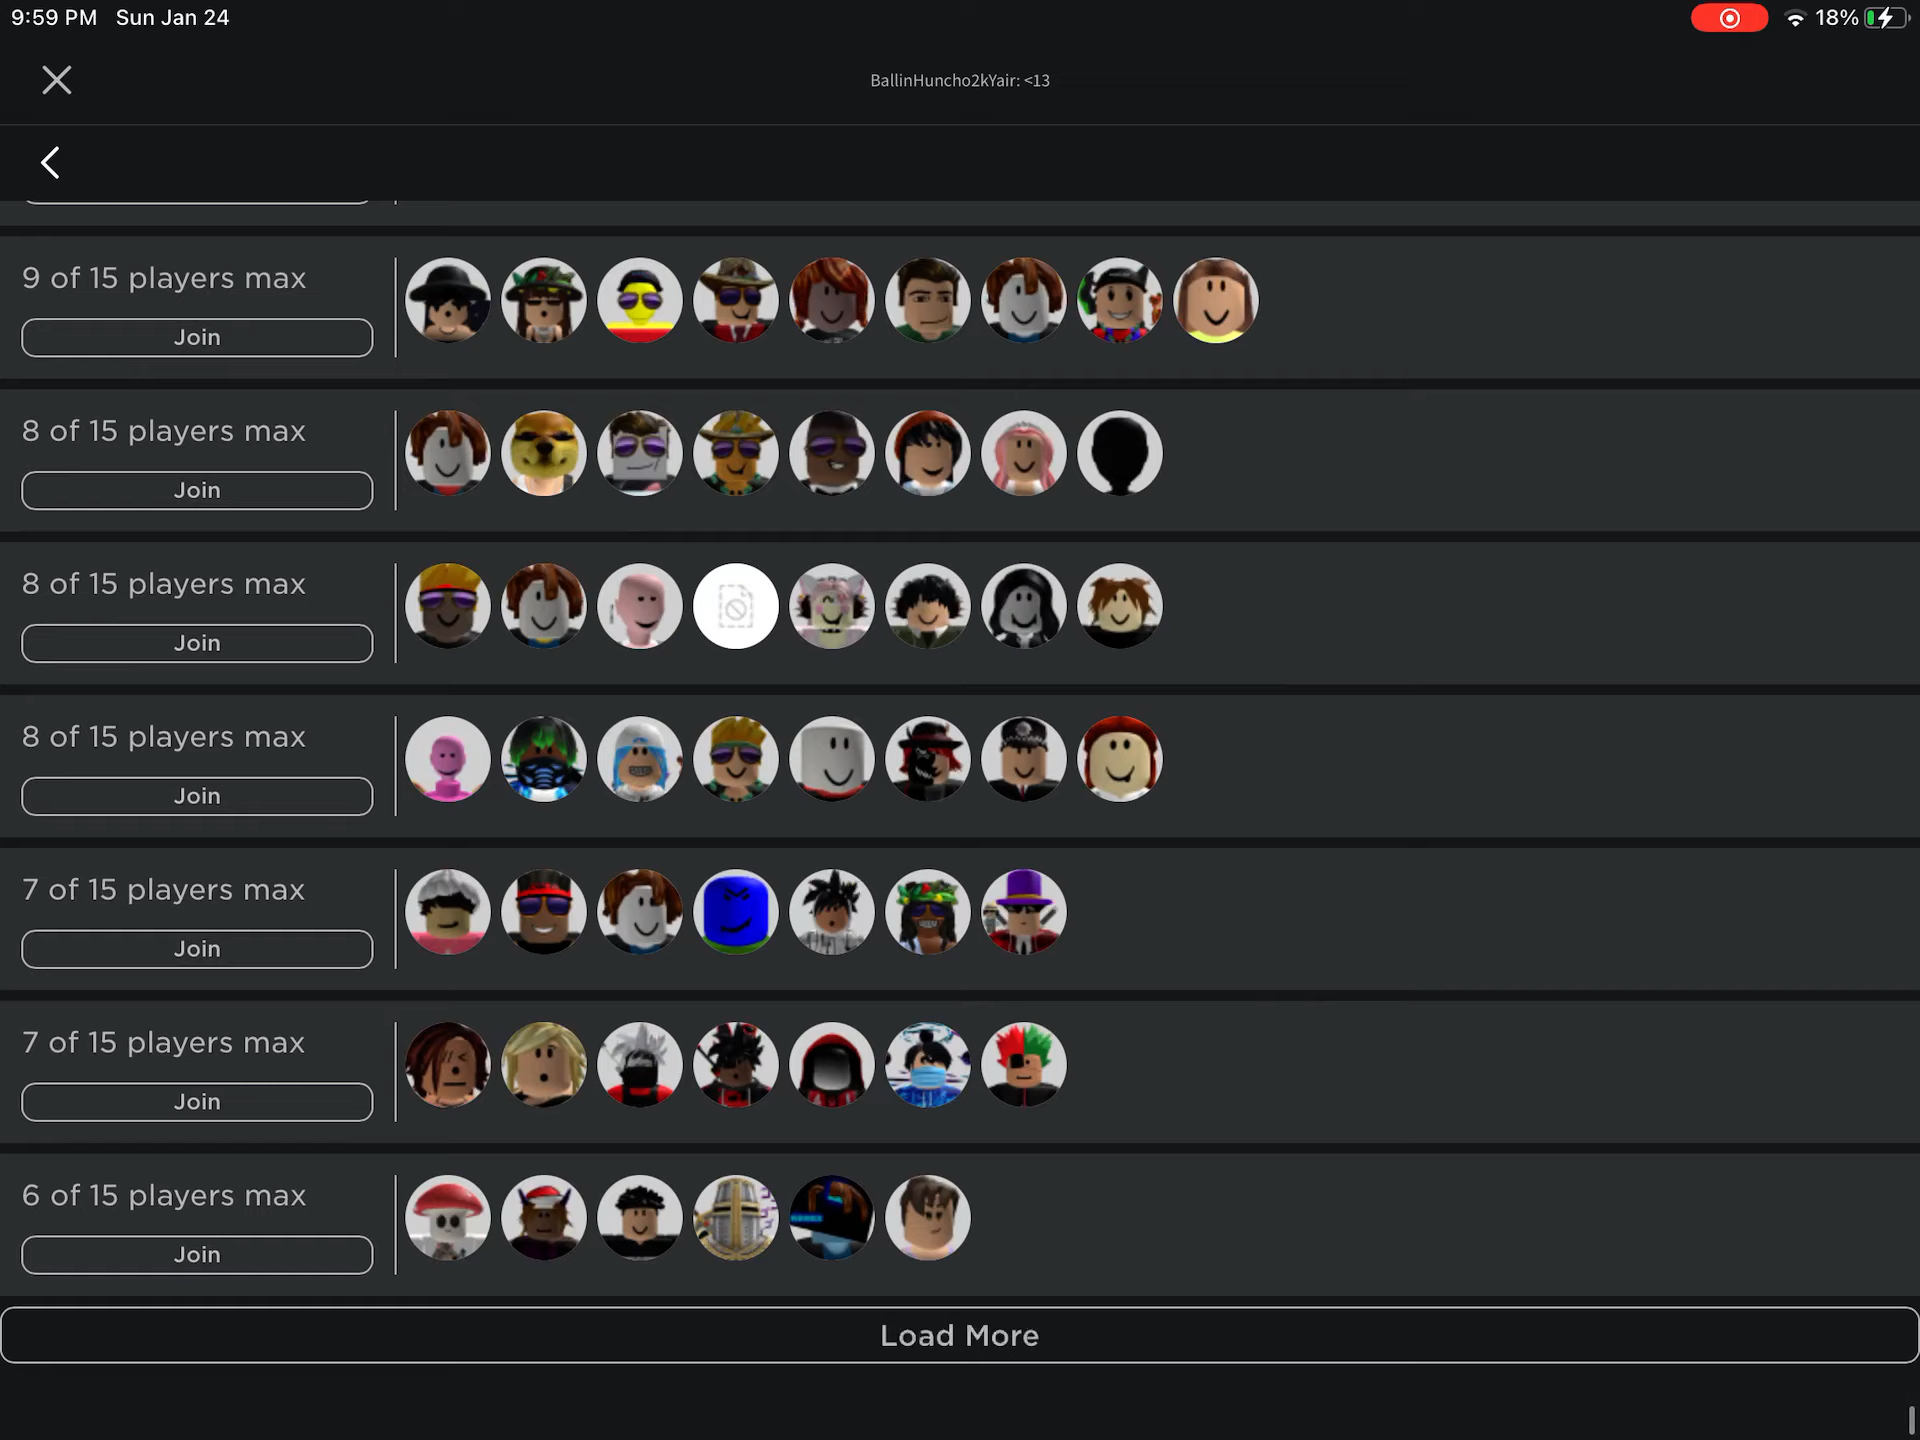 9:59 PM Sun Jan 24
18%
BallinHuncho2kYair: <13
9 of 15 players max
Join
8 of 15 players max
Join
8 of 15 players max
Join
8 of 15 players max
Join
7 of 15 players max
Join
7 of 15 players max
Join
6 of 15 players max
Join
Load More